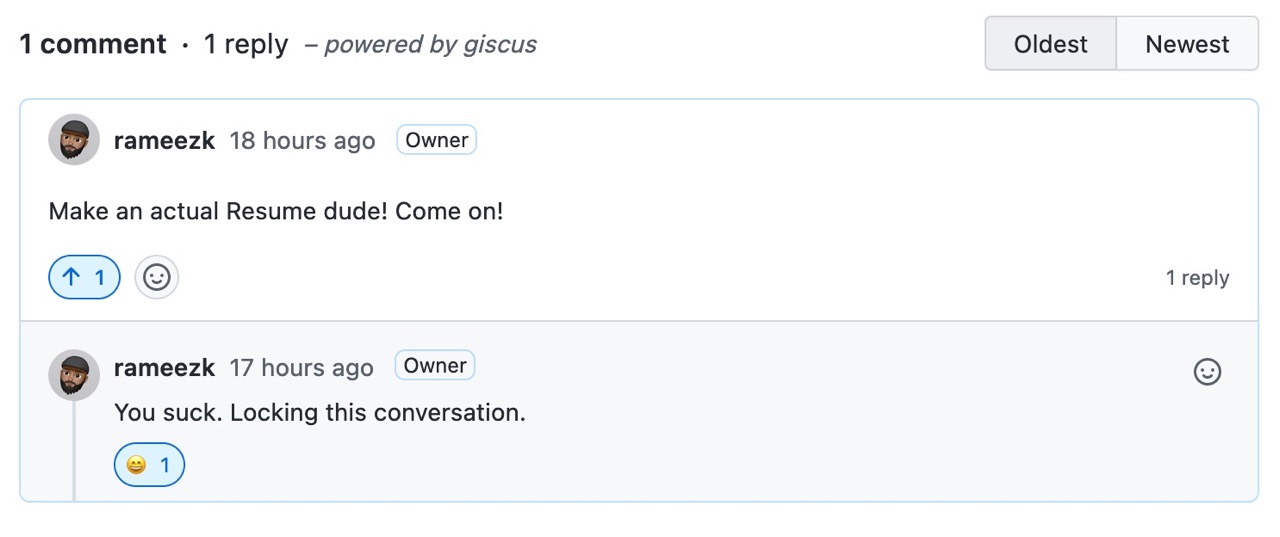 1 comment · 1 reply – powered by giscus
Oldest Newest
rameezk 18 hours ago Owner
Make an actual Resume dude! Come on!
↑ 1
1 reply
rameezk 17 hours ago Owner
You suck. Locking this conversation.
😄 1